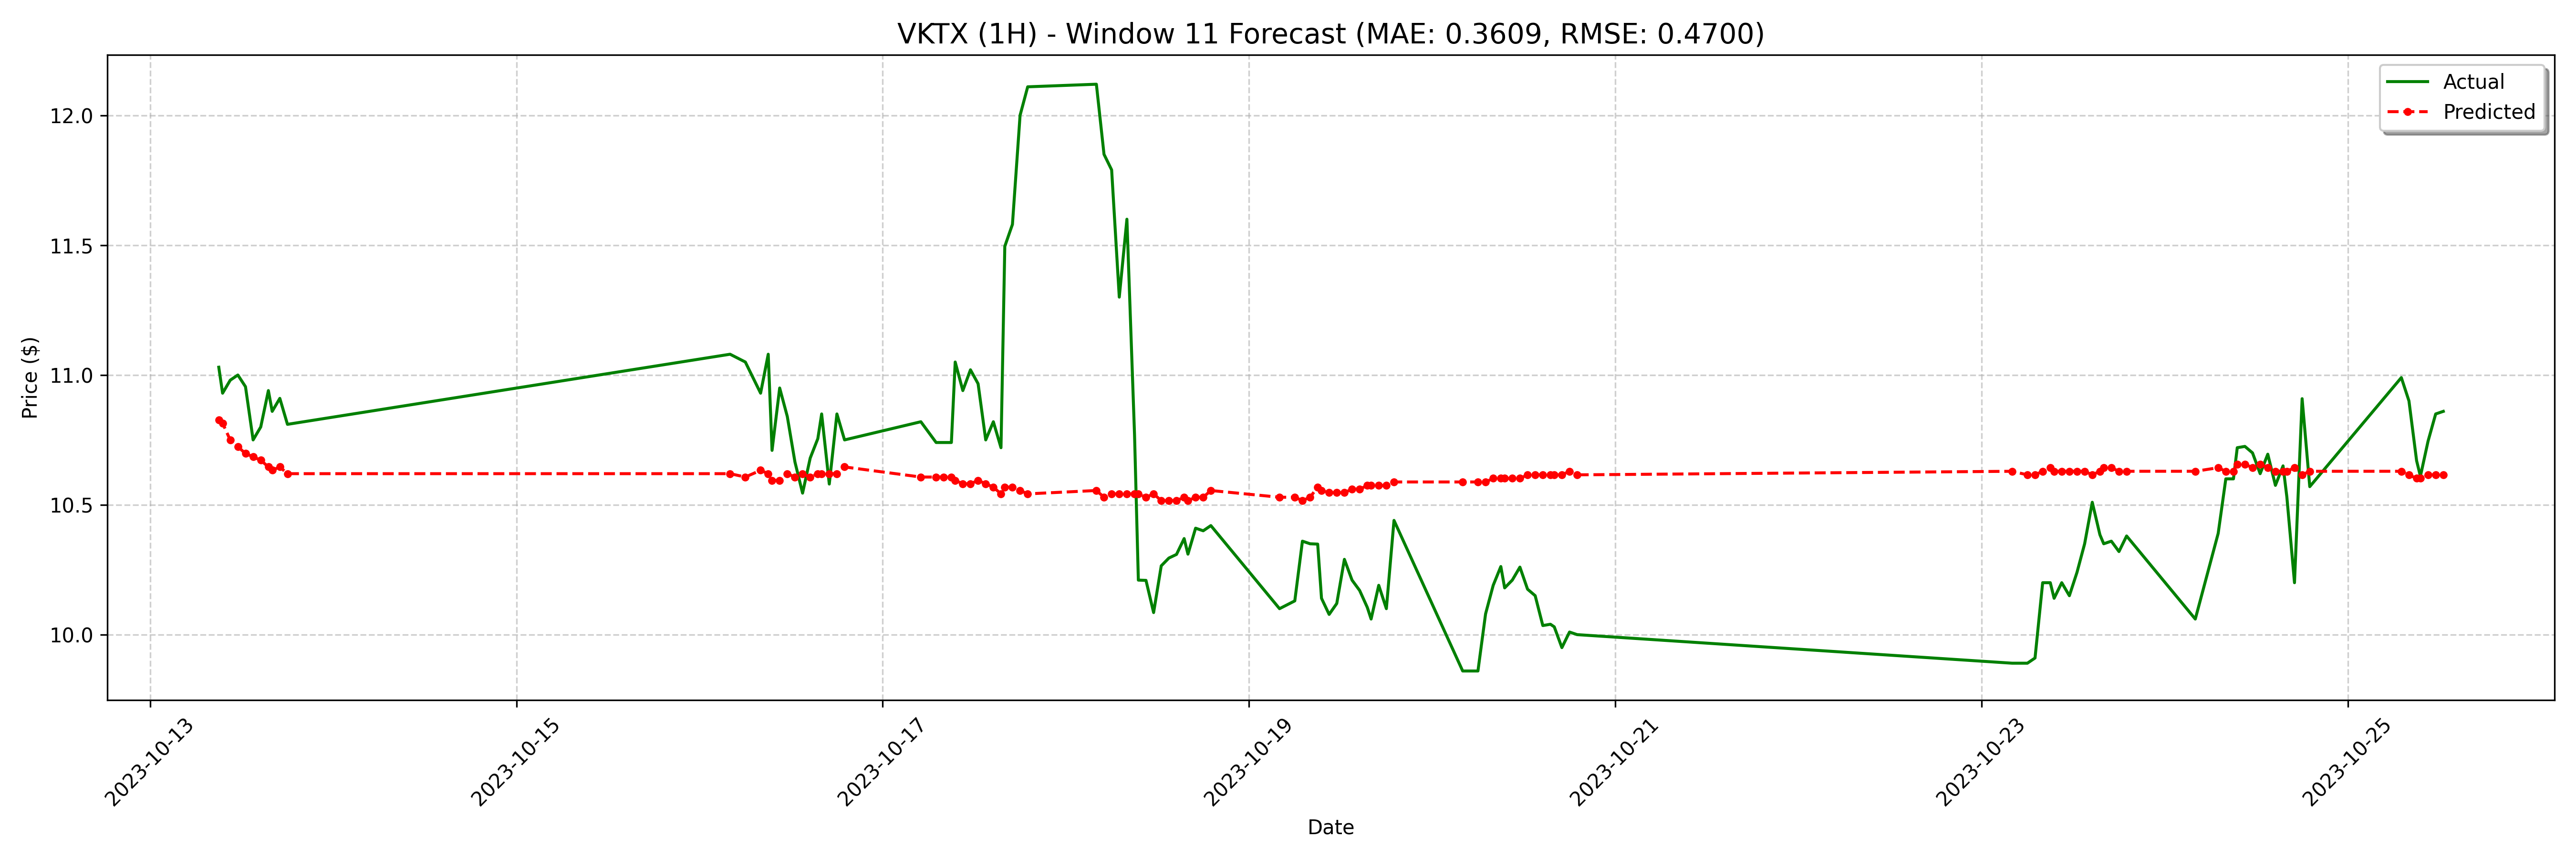 VKTX (1H) - Window 11 Forecast (MAE: 0.3609, RMSE: 0.4700)
Actual
Predicted
Price ($)
12.0
11.5
11.0
10.5
10.0
2023-10-13
2023-10-15
2023-10-17
2023-10-19
2023-10-21
2023-10-23
2023-10-25
Date